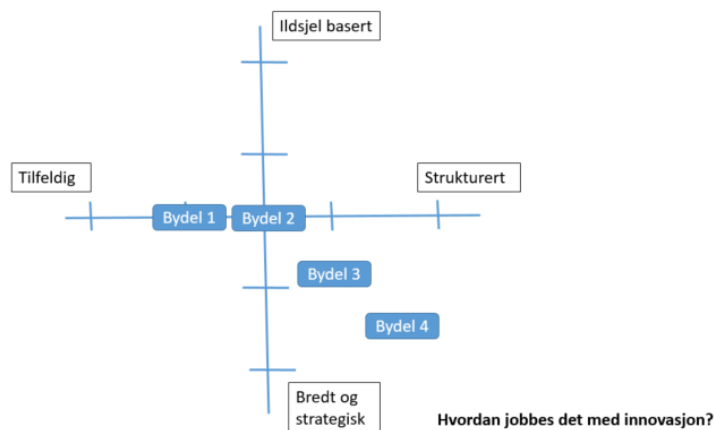 Ildsjel basert
Tilfeldig
Strukturert
Bydel 1
Bydel 2
Bydel 3
Bydel 4
Bredt og
strategisk
Hvordan jobbes det med innovasjon?